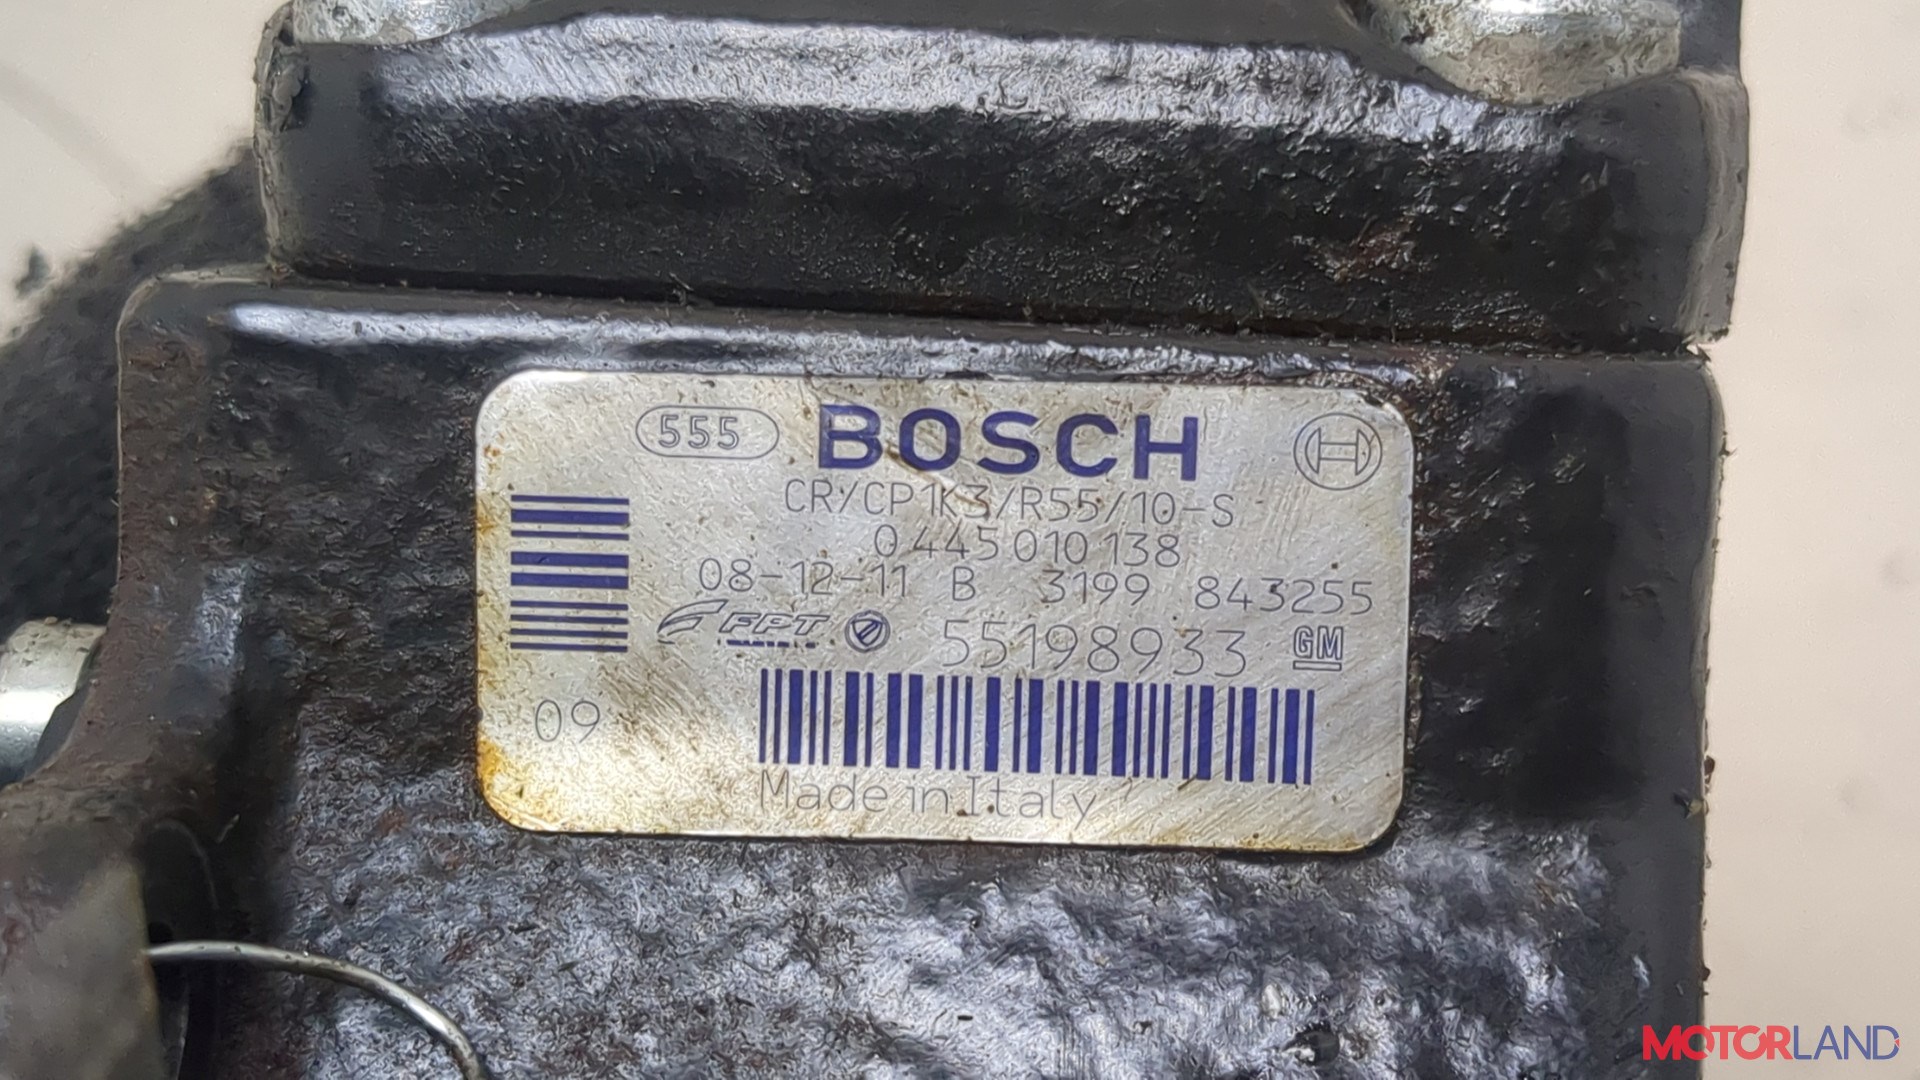 555 BOSCH
CR/CP1K3/R55/10-S
0 445 010 138
08-12-11 B 3199 843255
FPT 55198933 GM
09
Made in Italy
MOTORLAND